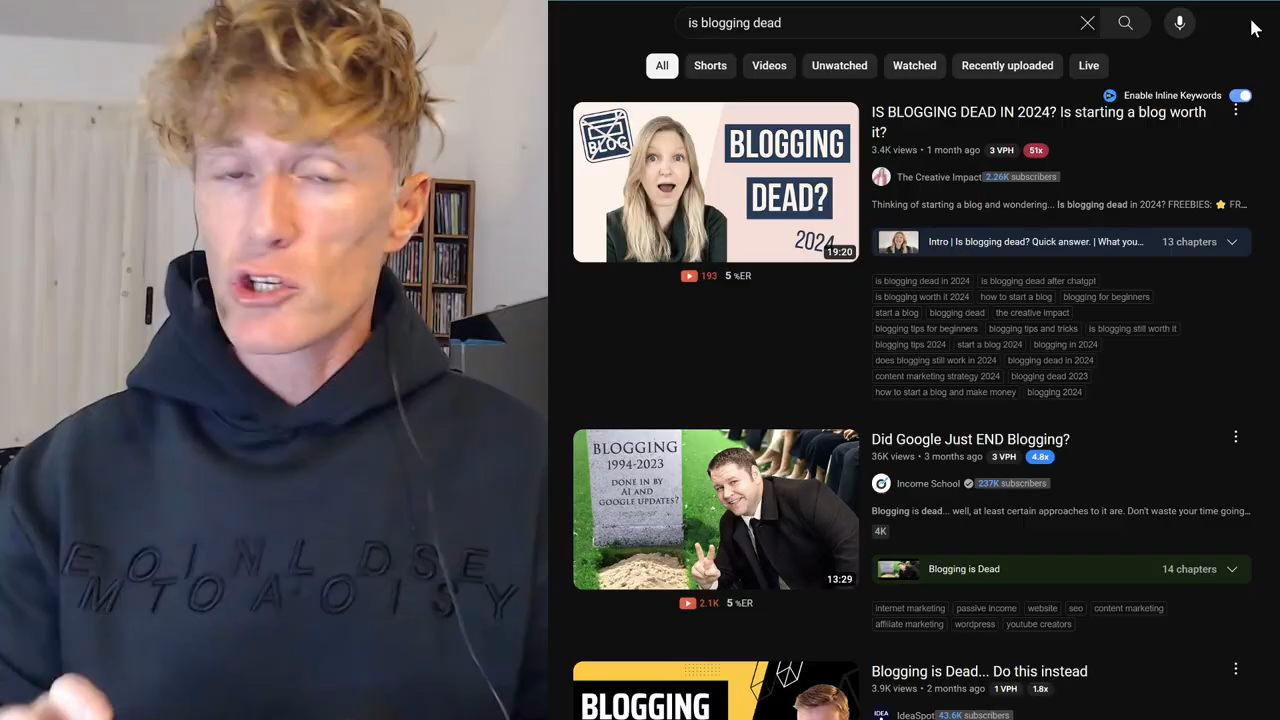 is blogging dead
All
Shorts
Videos
Unwatched
Watched
Recently uploaded
Live
Enable Inline Keywords
BLOG
BLOGGING
DEAD?
2024
19:20
193 5 %ER
IS BLOGGING DEAD IN 2024? Is starting a blog worth
it?
3.4K views • 1 month ago 3 VPH 51x
The Creative Impact 2.26K subscribers
Thinking of starting a blog and wondering... Is blogging dead in 2024? FREEBIES: ⭐ FR...
Intro | Is blogging dead? Quick answer. | What you... 13 chapters
is blogging dead in 2024 is blogging dead after chatgpt
is blogging worth it 2024 how to start a blog blogging for beginners
start a blog blogging dead the creative impact
blogging tips for beginners blogging tips and tricks is blogging still worth it
blogging tips 2024 start a blog 2024 blogging in 2024
does blogging still work in 2024 blogging dead in 2024
content marketing strategy 2024 blogging dead 2023
how to start a blog and make money blogging 2024
BLOGGING
1994-2023
DONE IN BY
AI AND
GOOGLE UPDATES?
13:29
2.1K 5 %ER
Did Google Just END Blogging?
36K views • 3 months ago 3 VPH 4.8x
Income School 237K subscribers
Blogging is dead... well, at least certain approaches to it are. Don't waste your time going...
4K
Blogging is Dead 14 chapters
internet marketing passive income website seo content marketing
affiliate marketing wordpress youtube creators
BLOGGING
Blogging is Dead... Do this instead
3.9K views • 2 months ago 1 VPH 1.8x
IDEA
IdeaSpot 43.6K subscribers